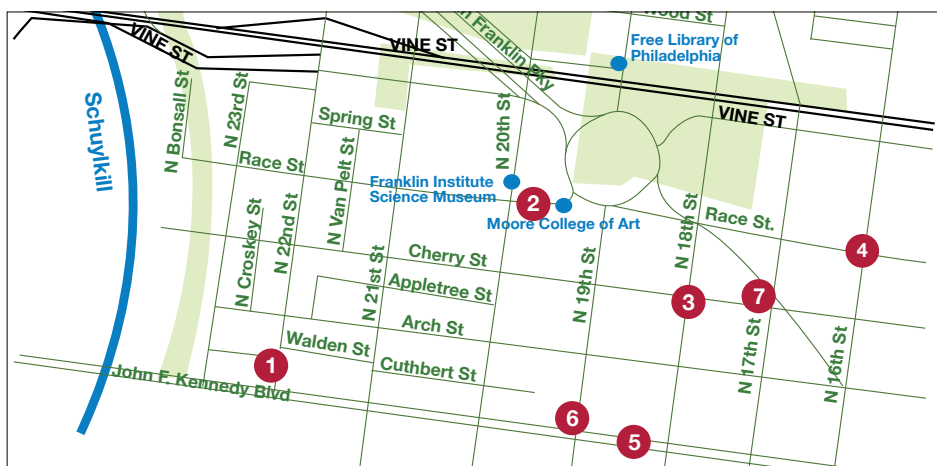 Wood St
Free Library of
Philadelphia
VINE ST
VINE ST
Franklin Pky
VINE ST
Schuylkill
N Bonsall St
N 23rd St
Spring St
N 20th St
Race St
N Van Pelt St
Franklin Institute
Science Museum
2
Moore College of Art
Race St.
N Croskey St
N 22nd St
N 18th St
4
Cherry St
N 21st St
Appletree St
N 19th St
3
7
Arch St
Walden St
1
Cuthbert St
N 17th St
N 16th St
John F. Kennedy Blvd
6
5